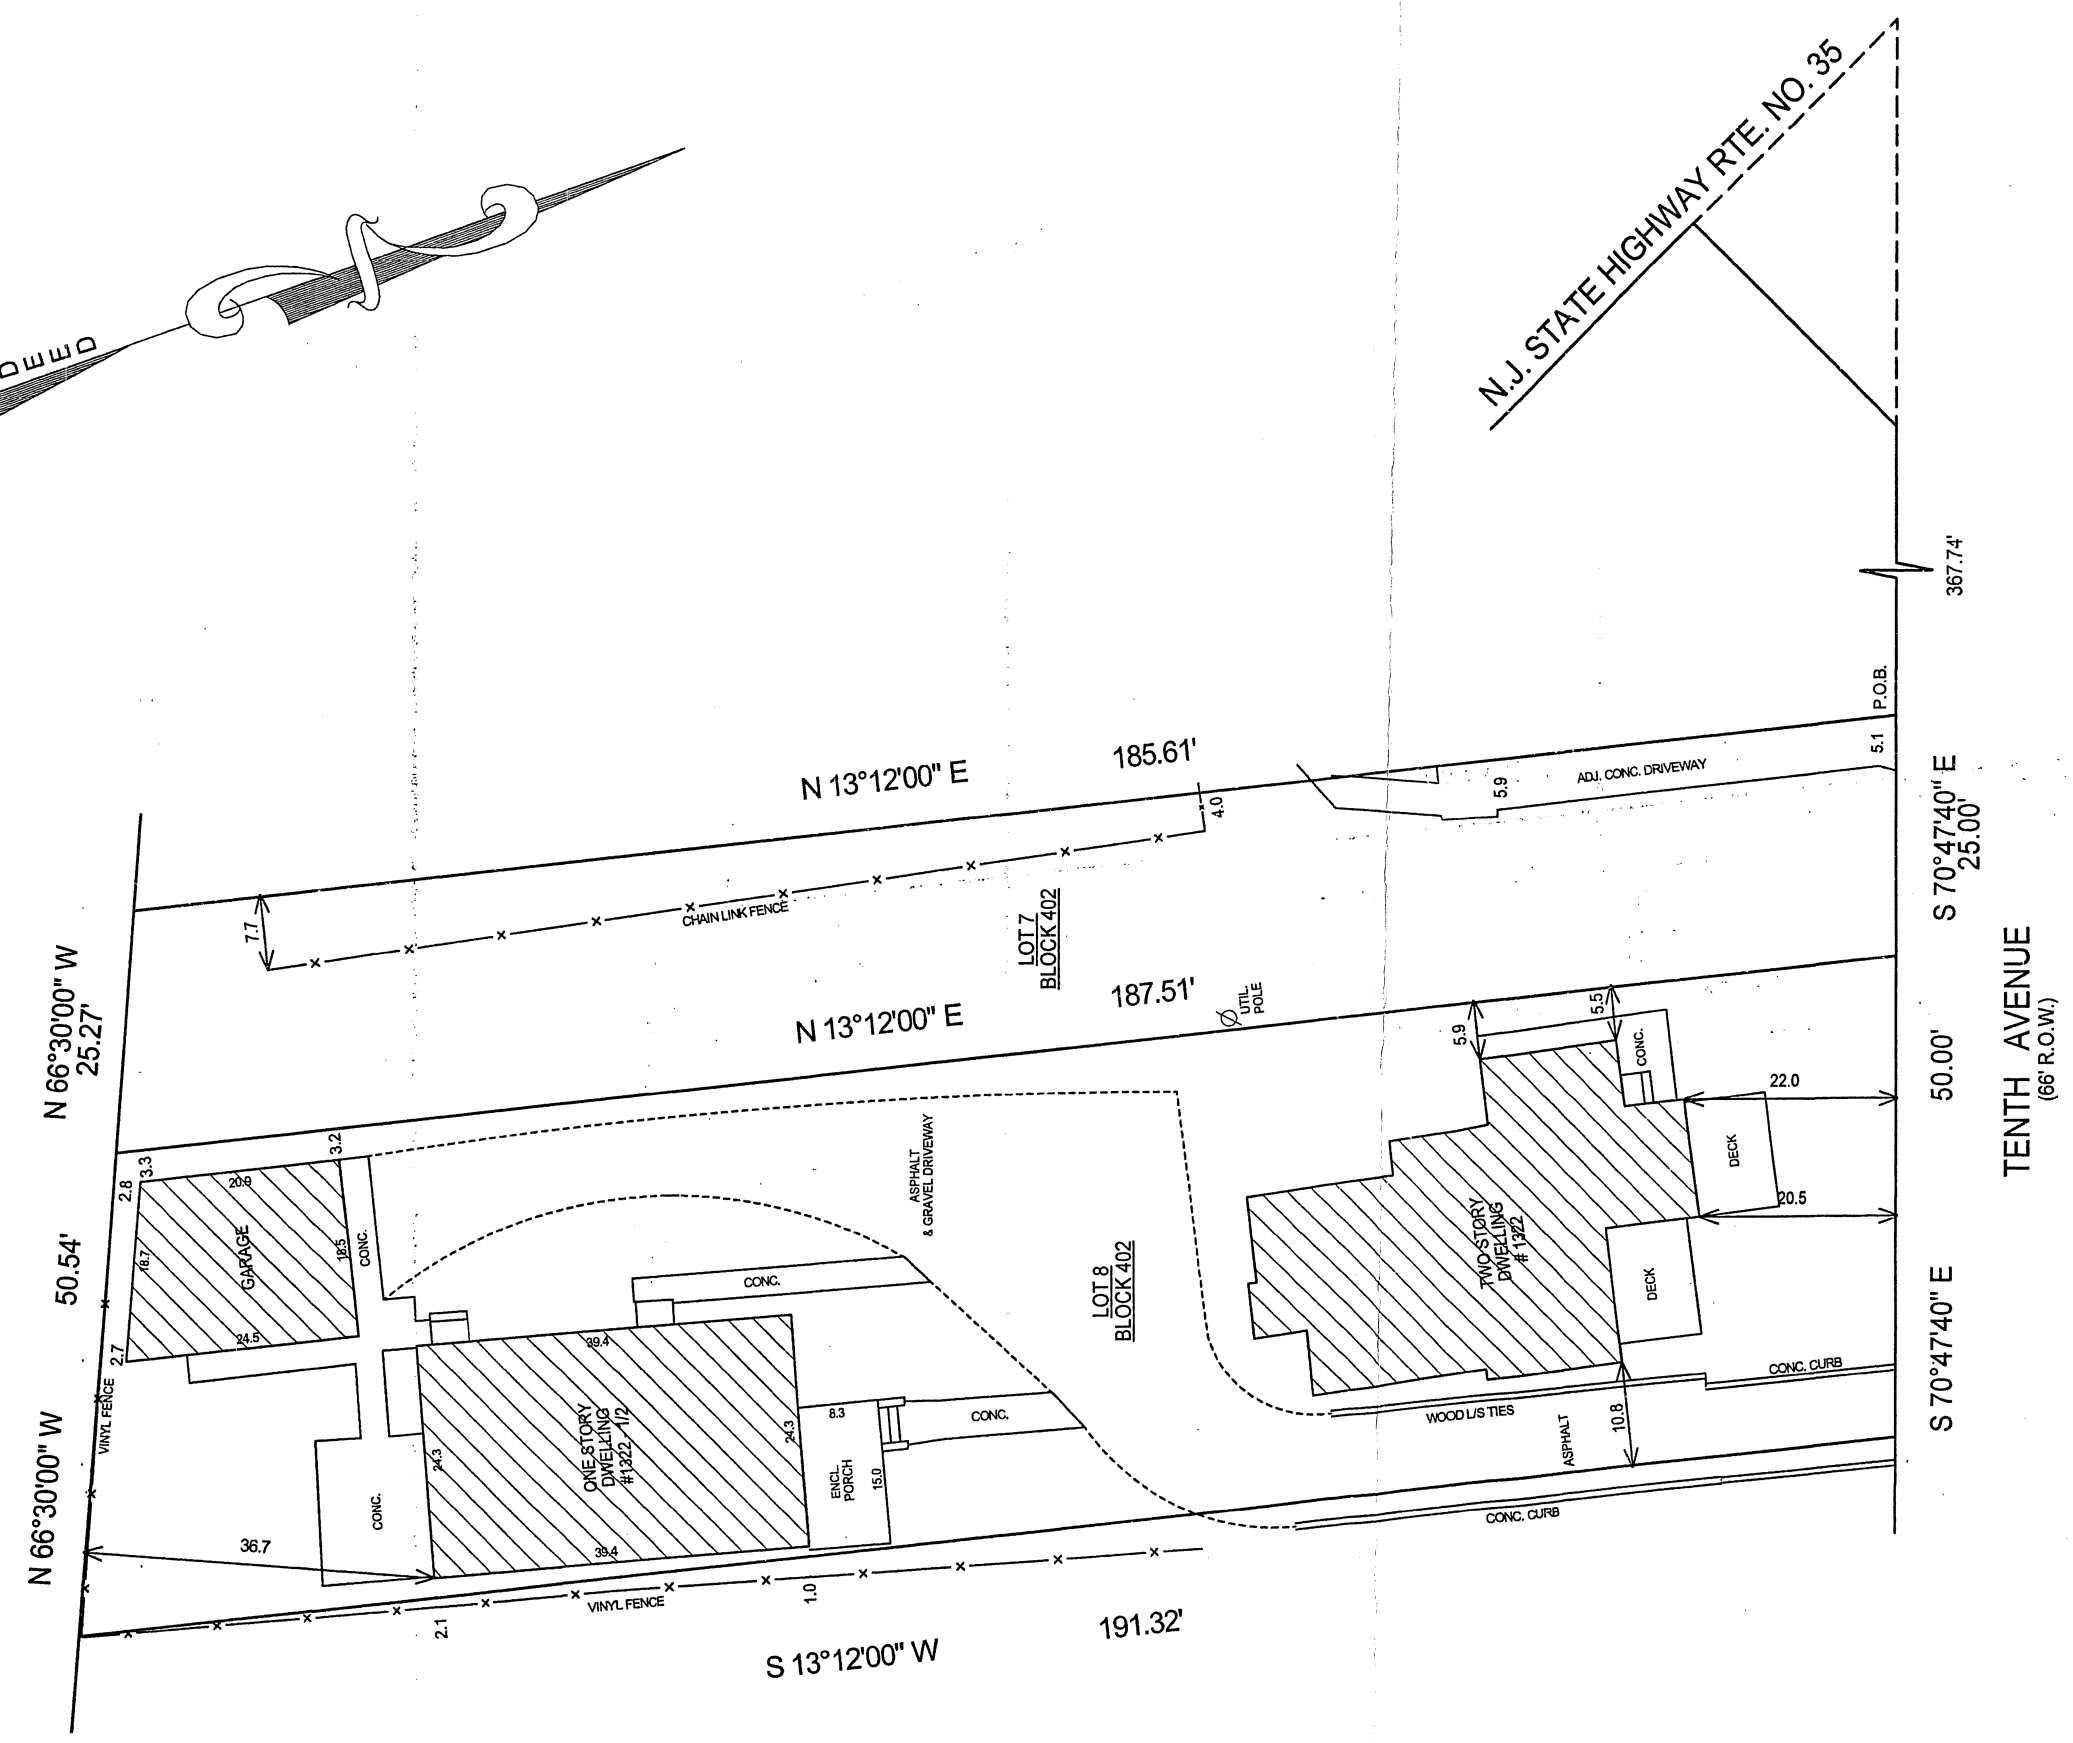 DEED
N.J. STATE HIGHWAY RTE. NO. 35
367.74'
P.O.B.
5.1
S 70°47'40" E
25.00'
TENTH AVENUE
(66' R.O.W.)
50.00'
S 70°47'40" E
N 13°12'00" E
185.61'
ADJ. CONC. DRIVEWAY
5.9
4.0
7.7
CHAIN LINK FENCE
LOT 7
BLOCK 402
N 66°30'00" W
25.27'
N 13°12'00" E
187.51'
UTIL.
POLE
5.9
5.5
CONC.
22.0
DECK
20.5
TWO STORY
DWELLING
# 1322
DECK
CONC. CURB
WOOD L/S TIES
ASPHALT
10.8
CONC. CURB
ASPHALT
& GRAVEL DRIVEWAY
LOT 8
BLOCK 402
3.3
3.2
2.8
20.9
18.7
GARAGE
18.5
24.5
2.7
CONC.
50.54'
N 66°30'00" W
VINYL FENCE
CONC.
39.4
ONE STORY
DWELLING
#1322 - 1/2
24.3
24.3
39.4
8.3
ENCL.
PORCH
15.0
CONC.
CONC.
36.7
2.1
VINYL FENCE
1.0
S 13°12'00" W
191.32'